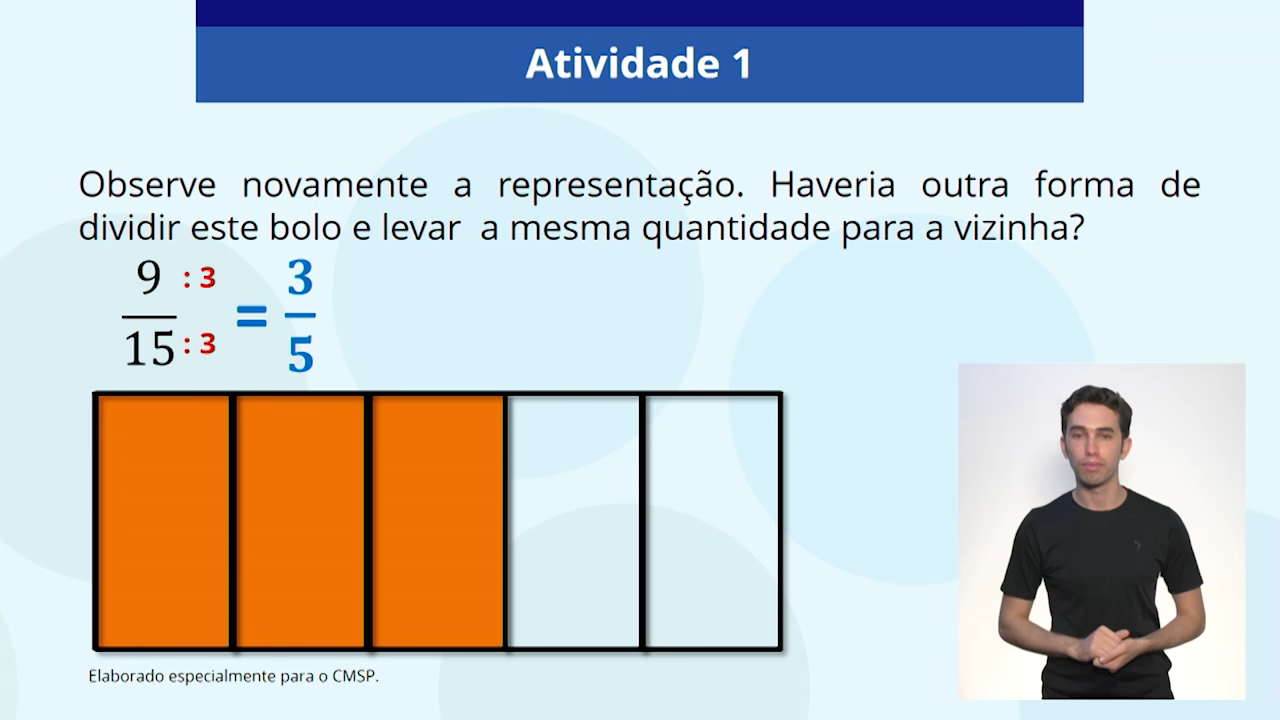 Atividade 1
Observe novamente a representação. Haveria outra forma de
dividir este bolo e levar a mesma quantidade para a vizinha?
9 : 3
15 : 3
=
3
5
Elaborado especialmente para o CMSP.